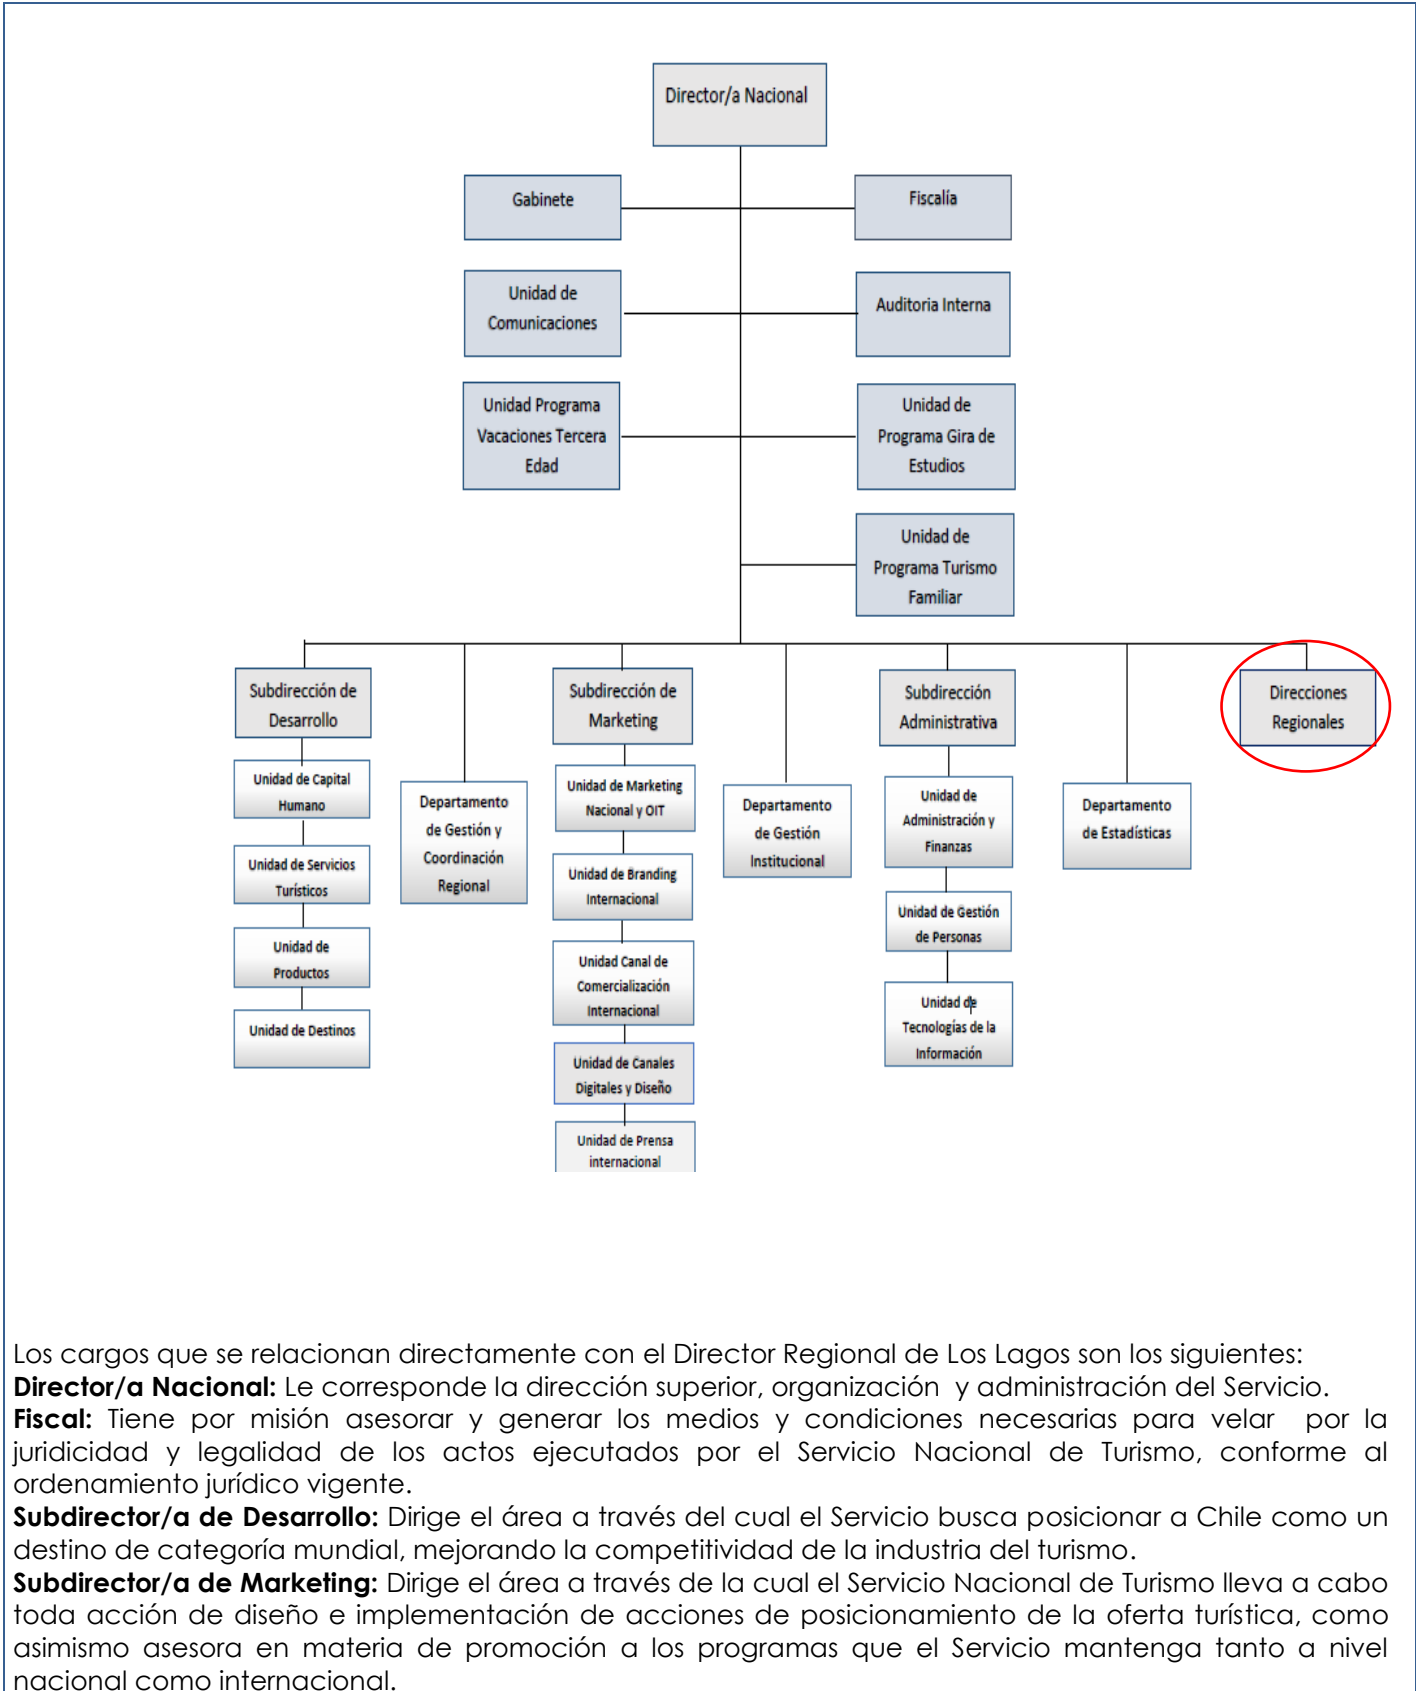 Director/a Nacional
Gabinete
Fiscalía
Unidad de
Comunicaciones
Auditoria Interna
Unidad Programa
Vacaciones Tercera
Edad
Unidad de
Programa Gira de
Estudios
Unidad de
Programa Turismo
Familiar
Subdirección de
Desarrollo
Unidad de Capital
Humano
Unidad de Servicios
Turísticos
Unidad de
Productos
Unidad de Destinos
Departamento
de Gestión y
Coordinación
Regional
Subdirección de
Marketing
Unidad de Marketing
Nacional y OIT
Unidad de Branding
Internacional
Unidad Canal de
Comercialización
Internacional
Unidad de Canales
Digitales y Diseño
Unidad de Prensa
internacional
Departamento
de Gestión
Institucional
Subdirección
Administrativa
Unidad de
Administración y
Finanzas
Unidad de Gestión
de Personas
Unidad de
Tecnologías de la
Información
Departamento
de Estadísticas
Direcciones
Regionales
Los cargos que se relacionan directamente con el Director Regional de Los Lagos son los siguientes:
Director/a Nacional: Le corresponde la dirección superior, organización y administración del Servicio.
Fiscal: Tiene por misión asesorar y generar los medios y condiciones necesarias para velar por la
juridicidad y legalidad de los actos ejecutados por el Servicio Nacional de Turismo, conforme al
ordenamiento jurídico vigente.
Subdirector/a de Desarrollo: Dirige el área a través del cual el Servicio busca posicionar a Chile como un
destino de categoría mundial, mejorando la competitividad de la industria del turismo.
Subdirector/a de Marketing: Dirige el área a través de la cual el Servicio Nacional de Turismo lleva a cabo
toda acción de diseño e implementación de acciones de posicionamiento de la oferta turística, como
asimismo asesora en materia de promoción a los programas que el Servicio mantenga tanto a nivel
nacional como internacional.